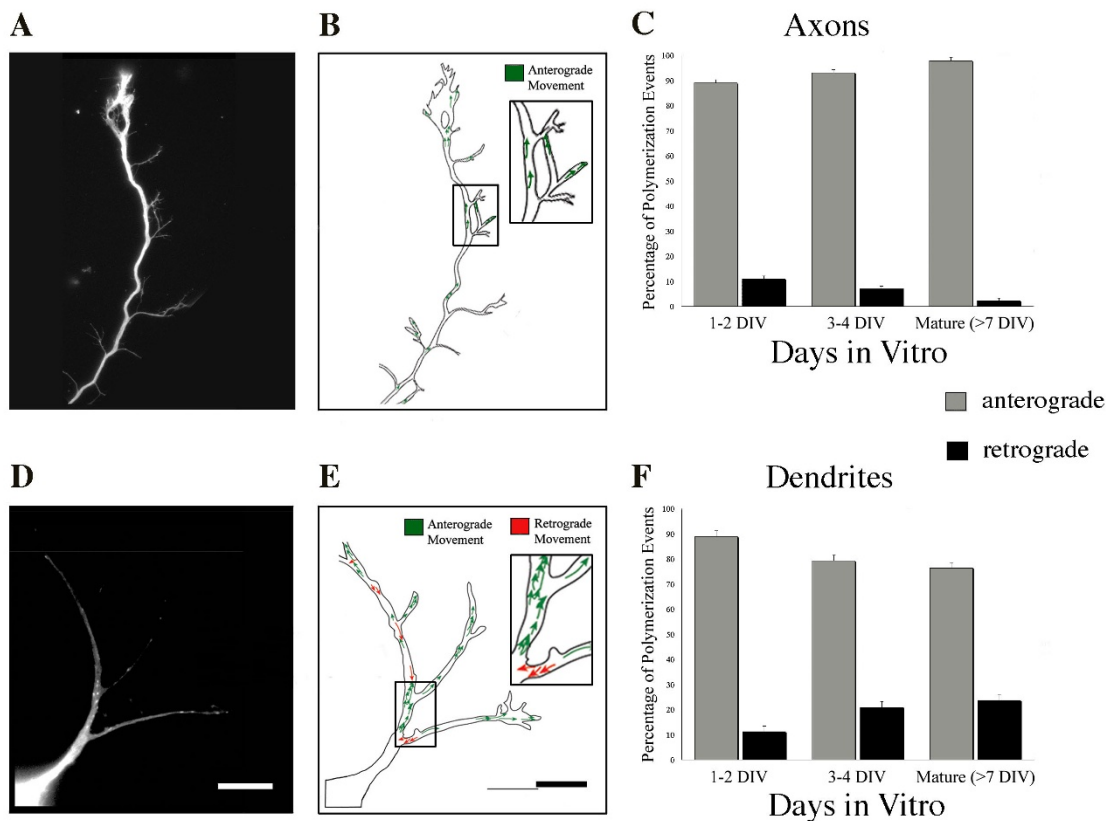 A
B
Anterograde
Movement
C
Axons
Percentage of Polymerization Events
100
90
80
70
60
50
40
30
20
10
0
1-2 DIV
3-4 DIV
Mature (>7 DIV)
Days in Vitro
anterograde
retrograde
D
E
Anterograde
Movement
Retrograde
Movement
F
Dendrites
Percentage of Polymerization Events
100
90
80
70
60
50
40
30
20
10
0
1-2 DIV
3-4 DIV
Mature (>7 DIV)
Days in Vitro